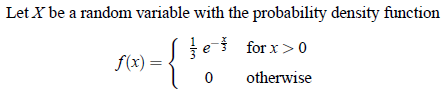 Let X be a random variable with the probability density function
f(x) = { 1/3 e^{-x/3} for x > 0
0 otherwise